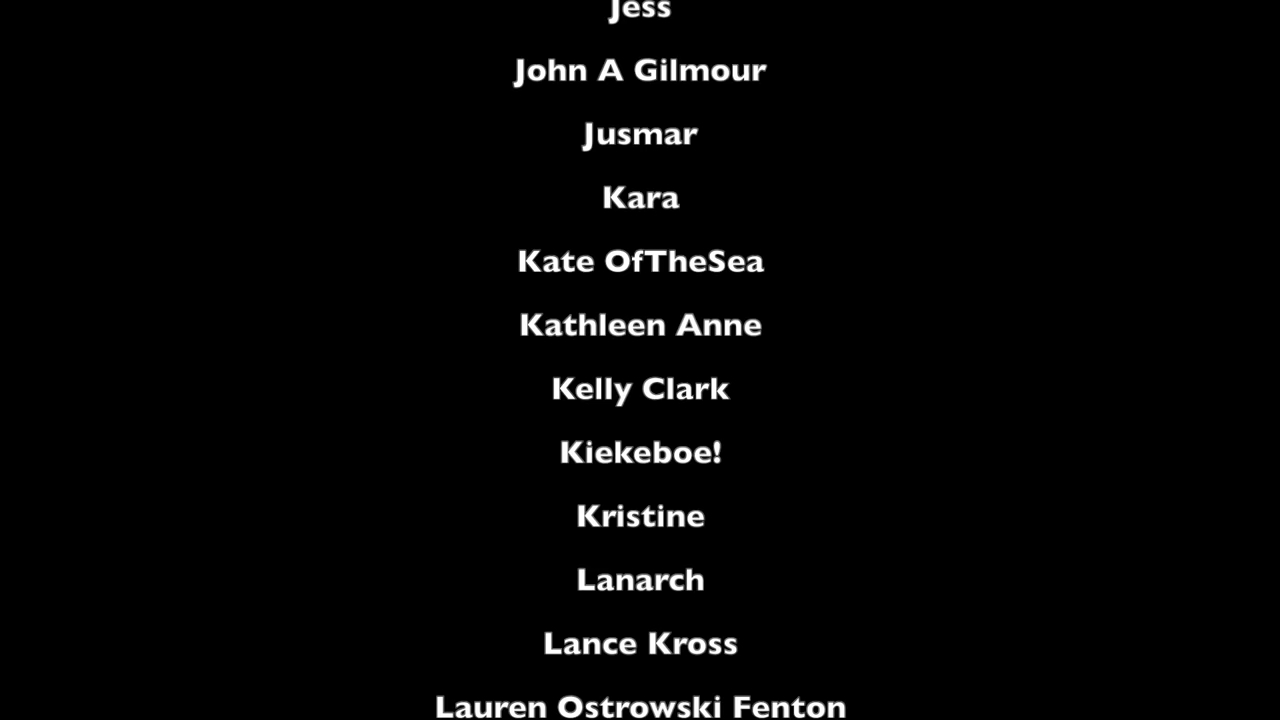 Jess
John A Gilmour
Jusmar
Kara
Kate OfTheSea
Kathleen Anne
Kelly Clark
Kiekeboe!
Kristine
Lanarch
Lance Kross
Lauren Ostrowski Fenton